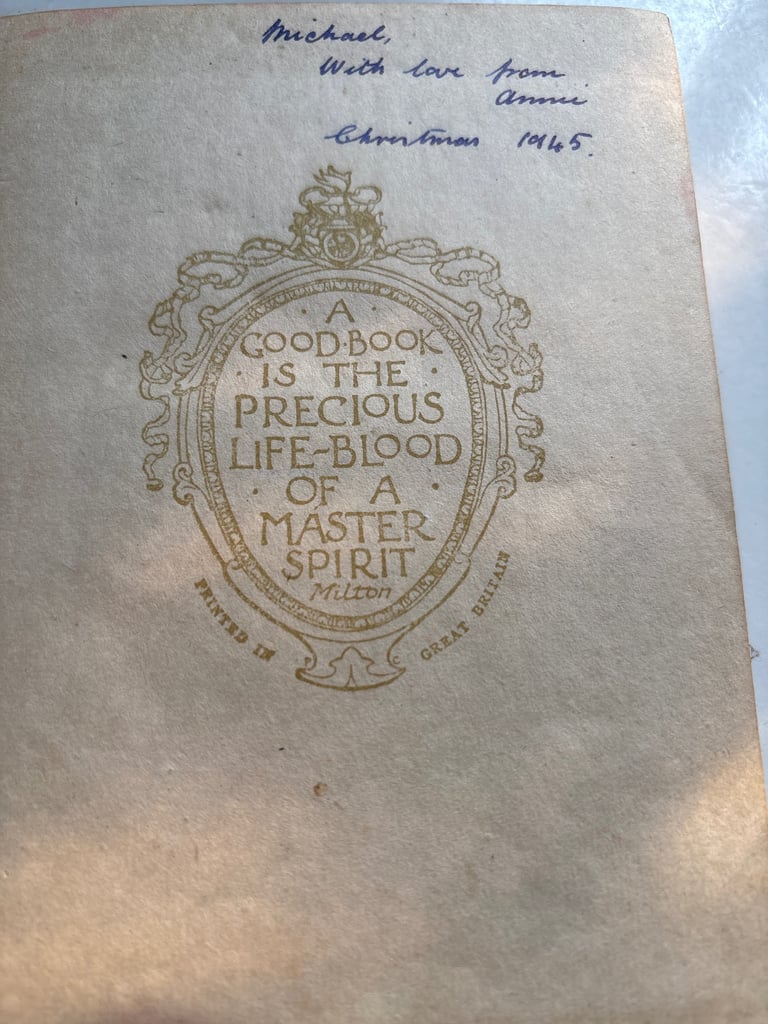 Michael,
With love from
Annie
Christmas 1945.
· A ·
GOOD·BOOK
· IS THE ·
PRECIOUS
LIFE-BLOOD
· OF A ·
MASTER
SPIRIT
Milton
PRINTED IN GREAT BRITAIN